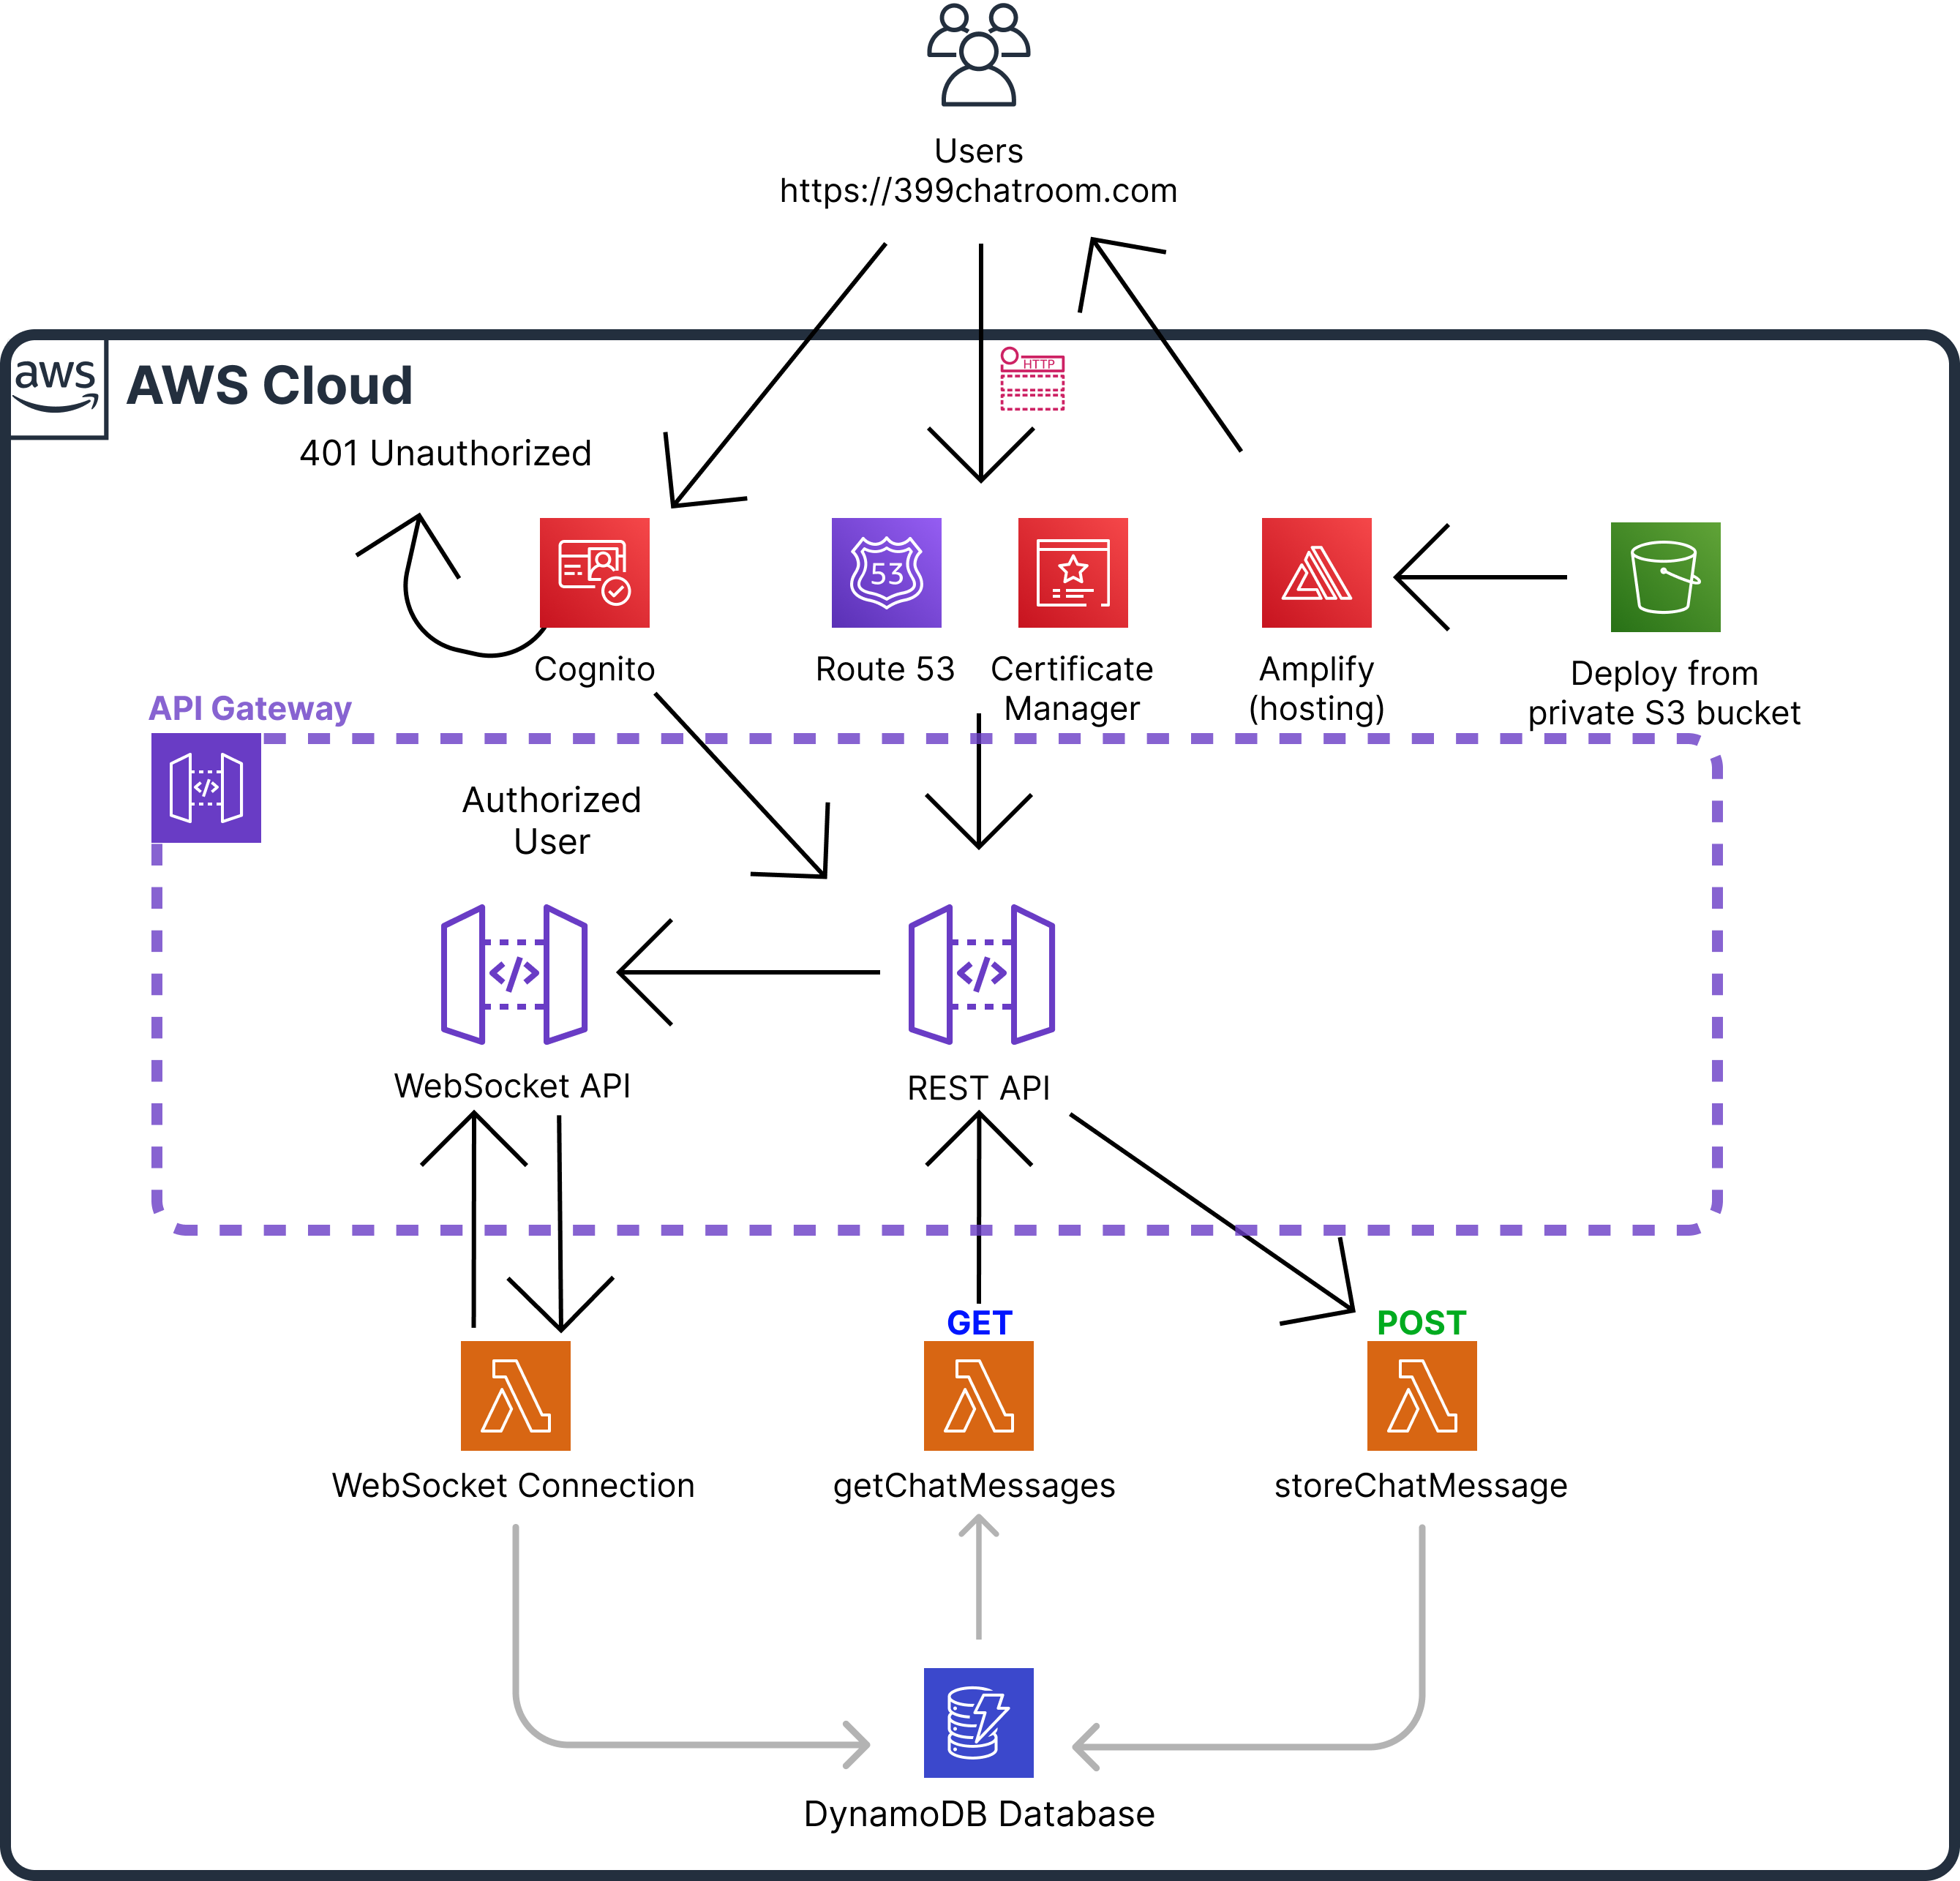 Users
https://399chatroom.com
aws
AWS Cloud
HTTP
401 Unauthorized
53
Cognito
Route 53
Certificate
Manager
Amplify
(hosting)
Deploy from
private S3 bucket
API Gateway
</>
Authorized
User
</>
</>
WebSocket API
REST API
GET
POST
WebSocket Connection
getChatMessages
storeChatMessage
DynamoDB Database